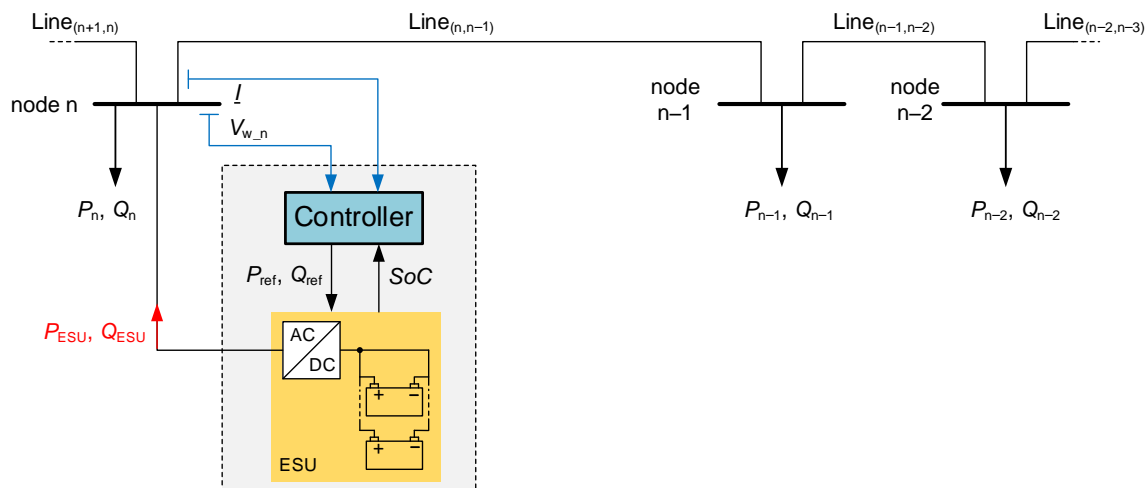 Line(n+1,n)
Line(n,n–1)
Line(n–1,n–2)
Line(n–2,n–3)
node n
I
Vw_n
node
n–1
node
n–2
Pn, Qn
Pn–1, Qn–1
Pn–2, Qn–2
Controller
Pref, Qref
SoC
PESU, QESU
AC
DC
+ −
+ −
ESU